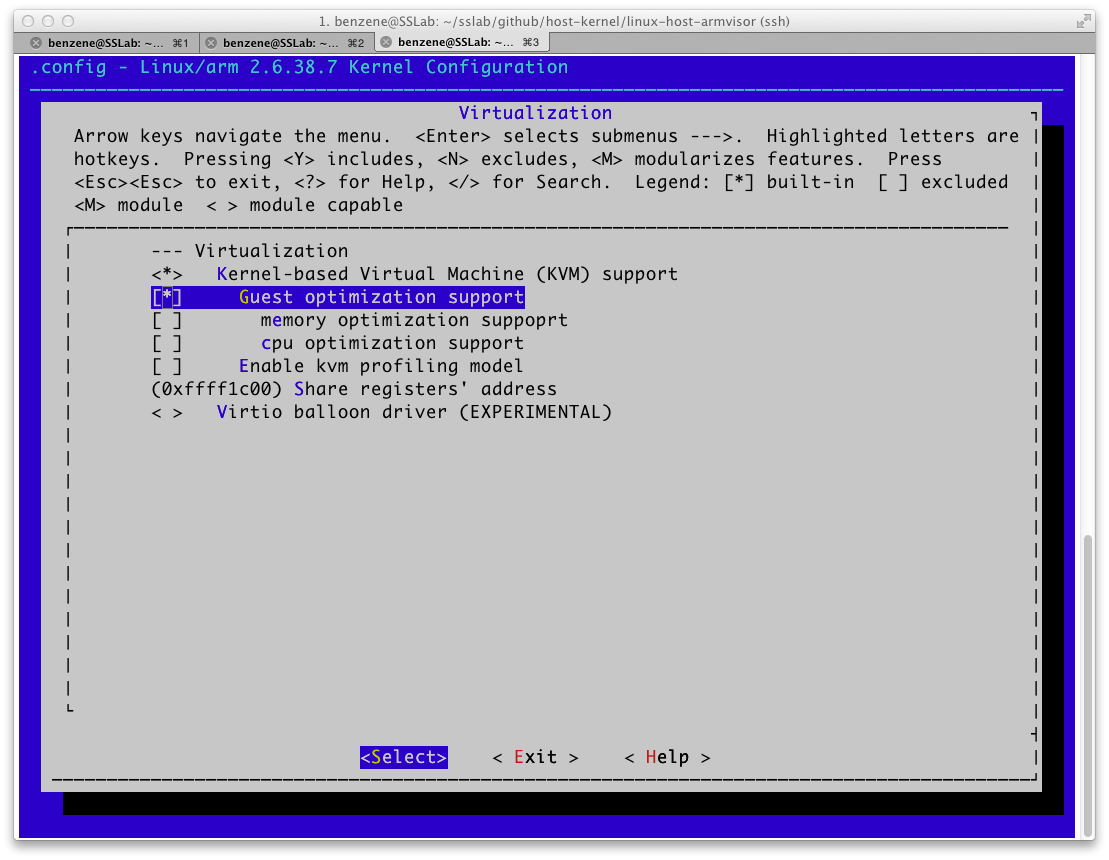 1. benzene@SSLab: ~/sslab/github/host-kernel/linux-host-armvisor (ssh)
benzene@SSLab: ~... ⌘1 benzene@SSLab: ~... ⌘2 benzene@SSLab: ~... ⌘3
.config - Linux/arm 2.6.38.7 Kernel Configuration
Virtualization
Arrow keys navigate the menu. <Enter> selects submenus --->. Highlighted letters are
hotkeys. Pressing <Y> includes, <N> excludes, <M> modularizes features. Press
<Esc><Esc> to exit, <?> for Help, </> for Search. Legend: [*] built-in [ ] excluded
<M> module < > module capable
--- Virtualization
<*> Kernel-based Virtual Machine (KVM) support
[*] Guest optimization support
[ ] memory optimization suppoprt
[ ] cpu optimization support
[ ] Enable kvm profiling model
(0xffff1c00) Share registers' address
< > Virtio balloon driver (EXPERIMENTAL)
<Select> < Exit > < Help >